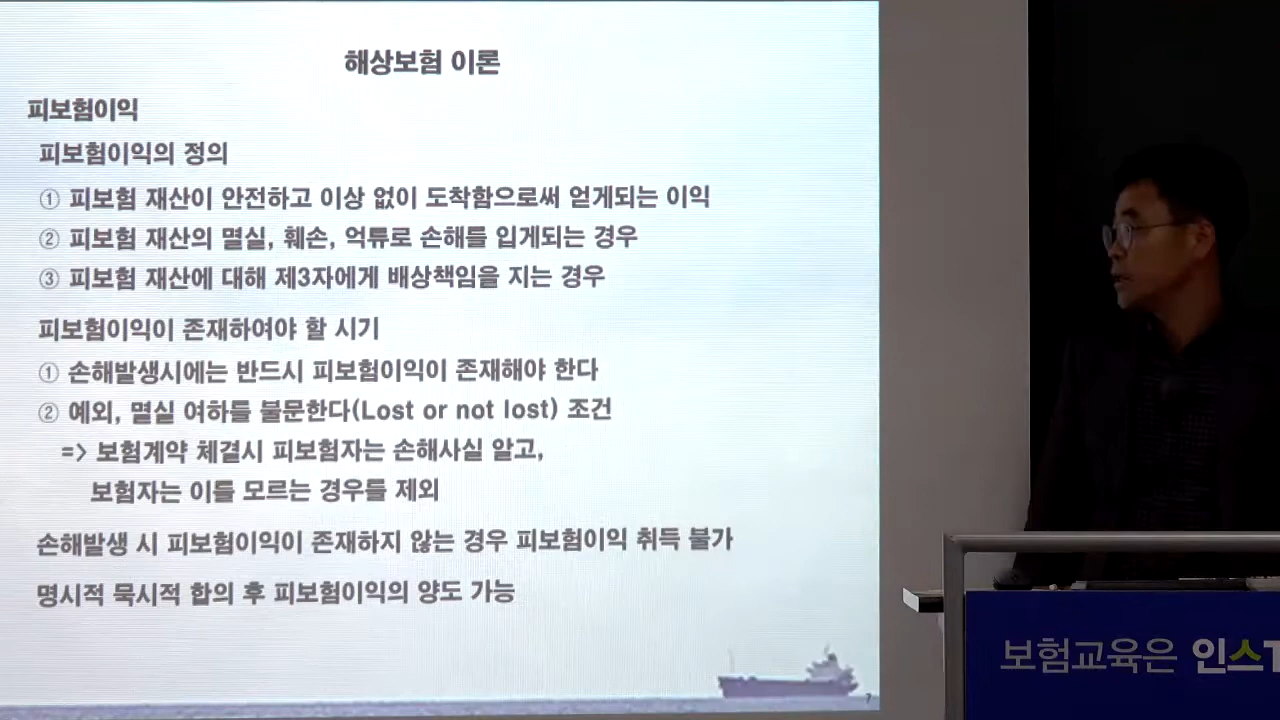 해상보험 이론
피보험이익
피보험이익의 정의
① 피보험 재산이 안전하고 이상 없이 도착함으로써 얻게되는 이익
② 피보험 재산의 멸실, 훼손, 억류로 손해를 입게되는 경우
③ 피보험 재산에 대해 제3자에게 배상책임을 지는 경우
피보험이익이 존재하여야 할 시기
① 손해발생시에는 반드시 피보험이익이 존재해야 한다
② 예외, 멸실 여하를 불문한다(Lost or not lost) 조건
=> 보험계약 체결시 피보험자는 손해사실 알고,
보험자는 이를 모르는 경우를 제외
손해발생 시 피보험이익이 존재하지 않는 경우 피보험이익 취득 불가
명시적 묵시적 합의 후 피보험이익의 양도 가능
7
보험교육은 인스